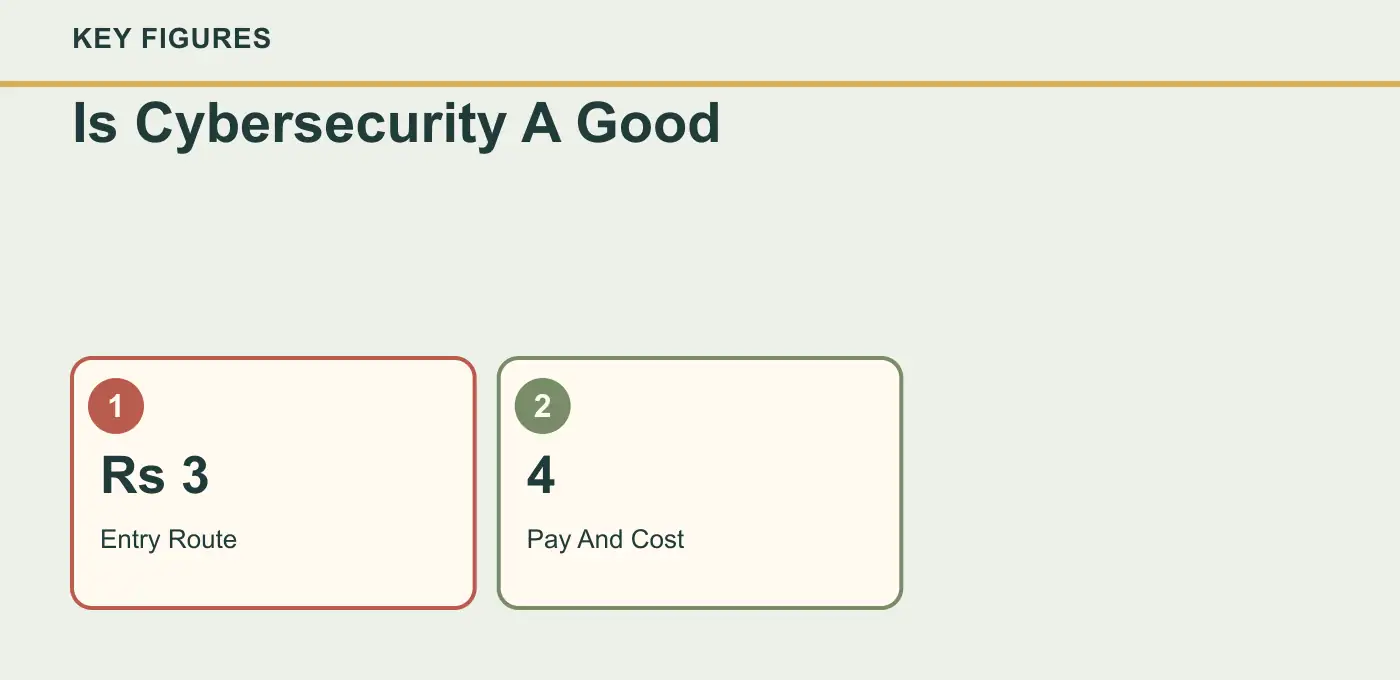 KEY FIGURES
Is Cybersecurity A Good
1
Rs 3
Entry Route
2
4
Pay And Cost